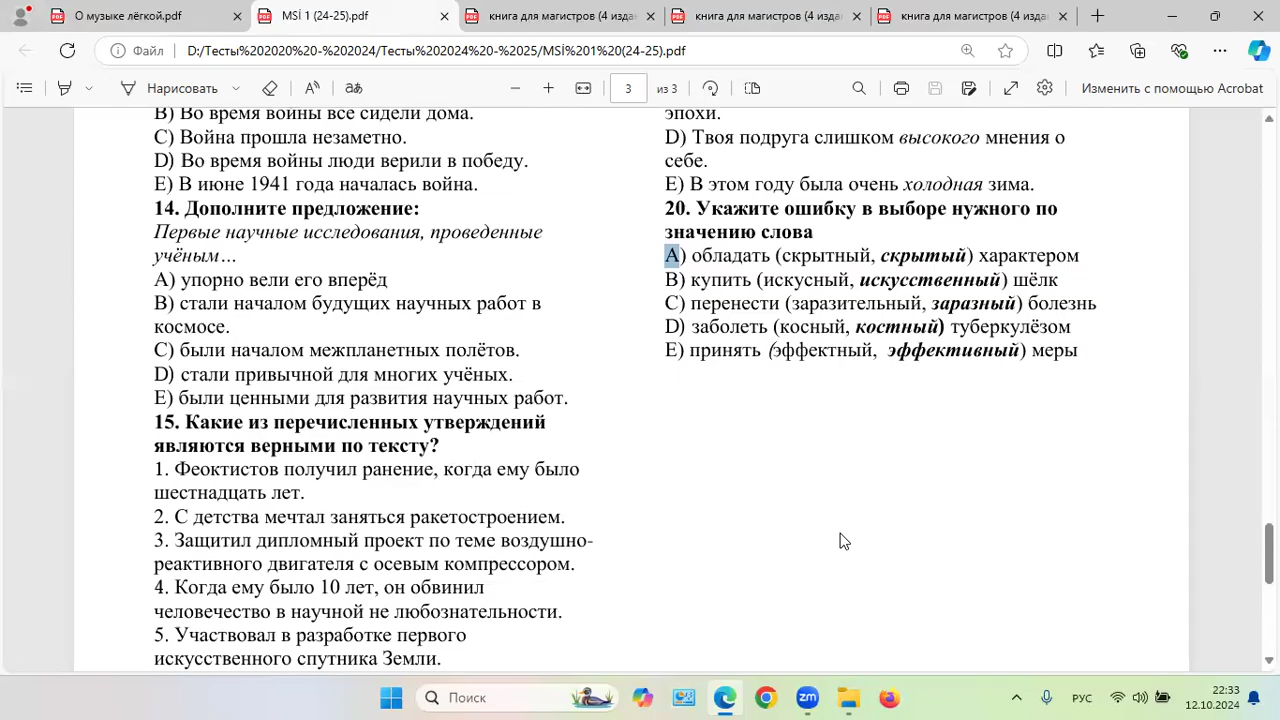 О музыке лёгкой.pdf
MSİ 1 (24-25).pdf
книга для магистров (4 издан
книга для магистров (4 издан
книга для магистров (4 издан
Файл
D:/Тесты%202020%20-%202024/Тесты%202024%20-%2025/MSİ%201%20(24-25).pdf
Нарисовать
3
из 3
Изменить с помощью Acrobat
B) Во время войны все сидели дома.
C) Война прошла незаметно.
D) Во время войны люди верили в победу.
E) В июне 1941 года началась война.
14. Дополните предложение:
Первые научные исследования, проведенные
учёным…
A) упорно вели его вперёд
B) стали началом будущих научных работ в
космосе.
C) были началом межпланетных полётов.
D) стали привычной для многих учёных.
E) были ценными для развития научных работ.
15. Какие из перечисленных утверждений
являются верными по тексту?
1. Феоктистов получил ранение, когда ему было
шестнадцать лет.
2. С детства мечтал заняться ракетостроением.
3. Защитил дипломный проект по теме воздушно-
реактивного двигателя с осевым компрессором.
4. Когда ему было 10 лет, он обвинил
человечество в научной не любознательности.
5. Участвовал в разработке первого
искусственного спутника Земли.
эпохи.
D) Твоя подруга слишком высокого мнения о
себе.
E) В этом году была очень холодная зима.
20. Укажите ошибку в выборе нужного по
значению слова
A) обладать (скрытный, скрытый) характером
B) купить (искусный, искусственный) шёлк
C) перенести (заразительный, заразный) болезнь
D) заболеть (косный, костный) туберкулёзом
E) принять (эффектный, эффективный) меры
Поиск
РУС
22:33
12.10.2024